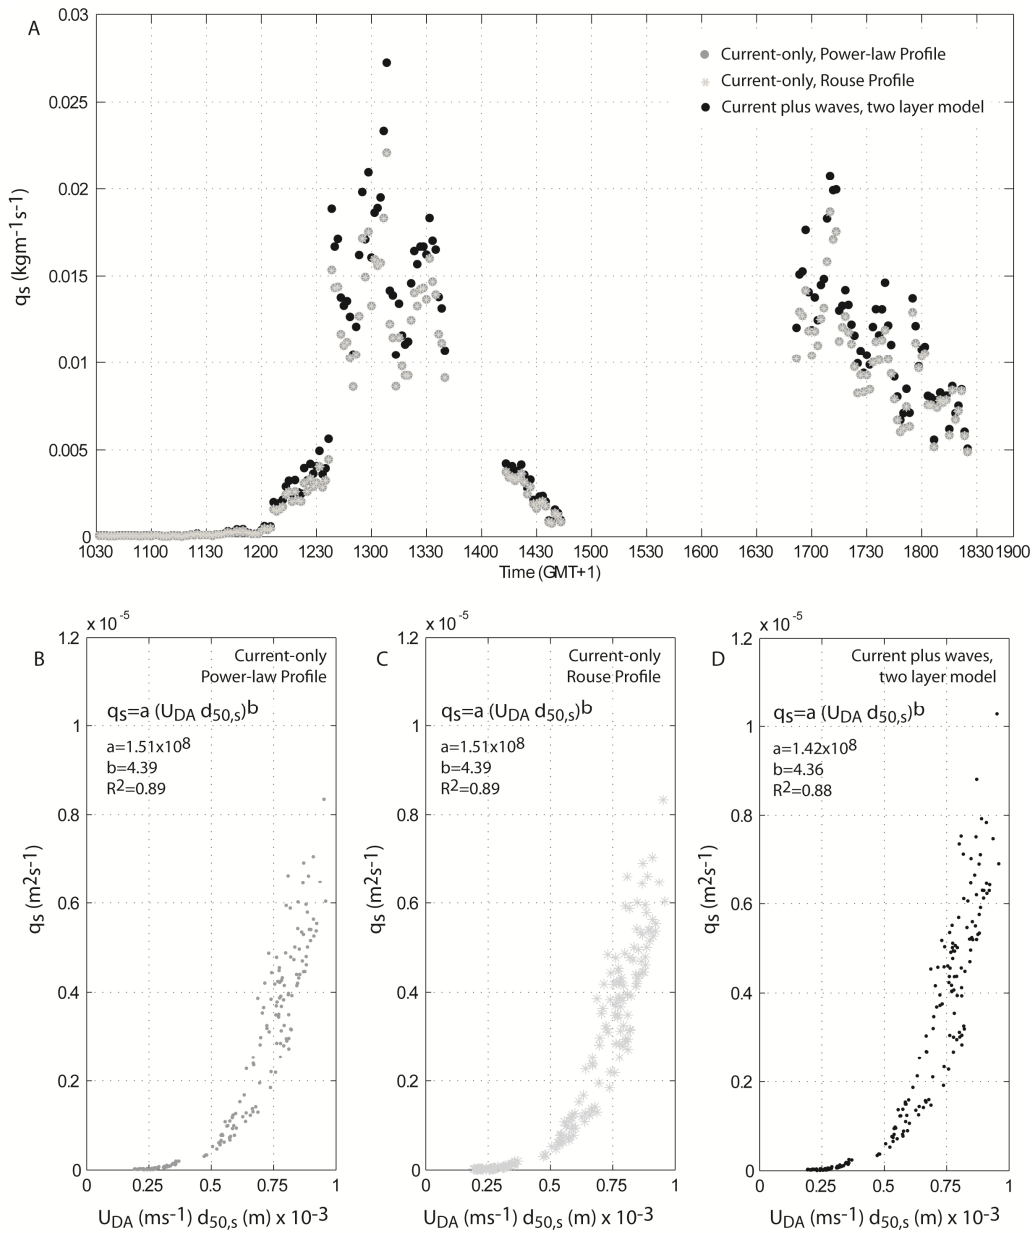 A
0.03
0.025
0.02
0.015
0.01
0.005
0
qs (kgm-1s-1)
Current-only, Power-law Profile
Current-only, Rouse Profile
Current plus waves, two layer model
1030 1100 1130 1200 1230 1300 1330 1400 1430 1500 1530 1600 1630 1700 1730 1800 1830 1900
Time (GMT+1)
x 10 -5
B
1.2
1
0.8
0.6
0.4
0.2
0
qs (m2s-1)
Current-only
Power-law Profile
qs=a (UDA d50,s)b
a=1.51x108
b=4.39
R2=0.89
0 0.25 0.5 0.75 1
UDA (ms-1) d50,s (m) x 10-3
x 10 -5
C
1.2
1
0.8
0.6
0.4
0.2
0
qs (m2s-1)
Current-only
Rouse Profile
qs=a (UDA d50,s)b
a=1.51x108
b=4.39
R2=0.89
0 0.25 0.5 0.75 1
UDA (ms-1) d50,s (m) x 10-3
x 10 -5
D
1.2
1
0.8
0.6
0.4
0.2
0
qs (m2s-1)
Current plus waves,
two layer model
qs=a (UDA d50,s)b
a=1.42x108
b=4.36
R2=0.88
0 0.25 0.5 0.75 1
UDA (ms-1) d50,s (m) x 10-3